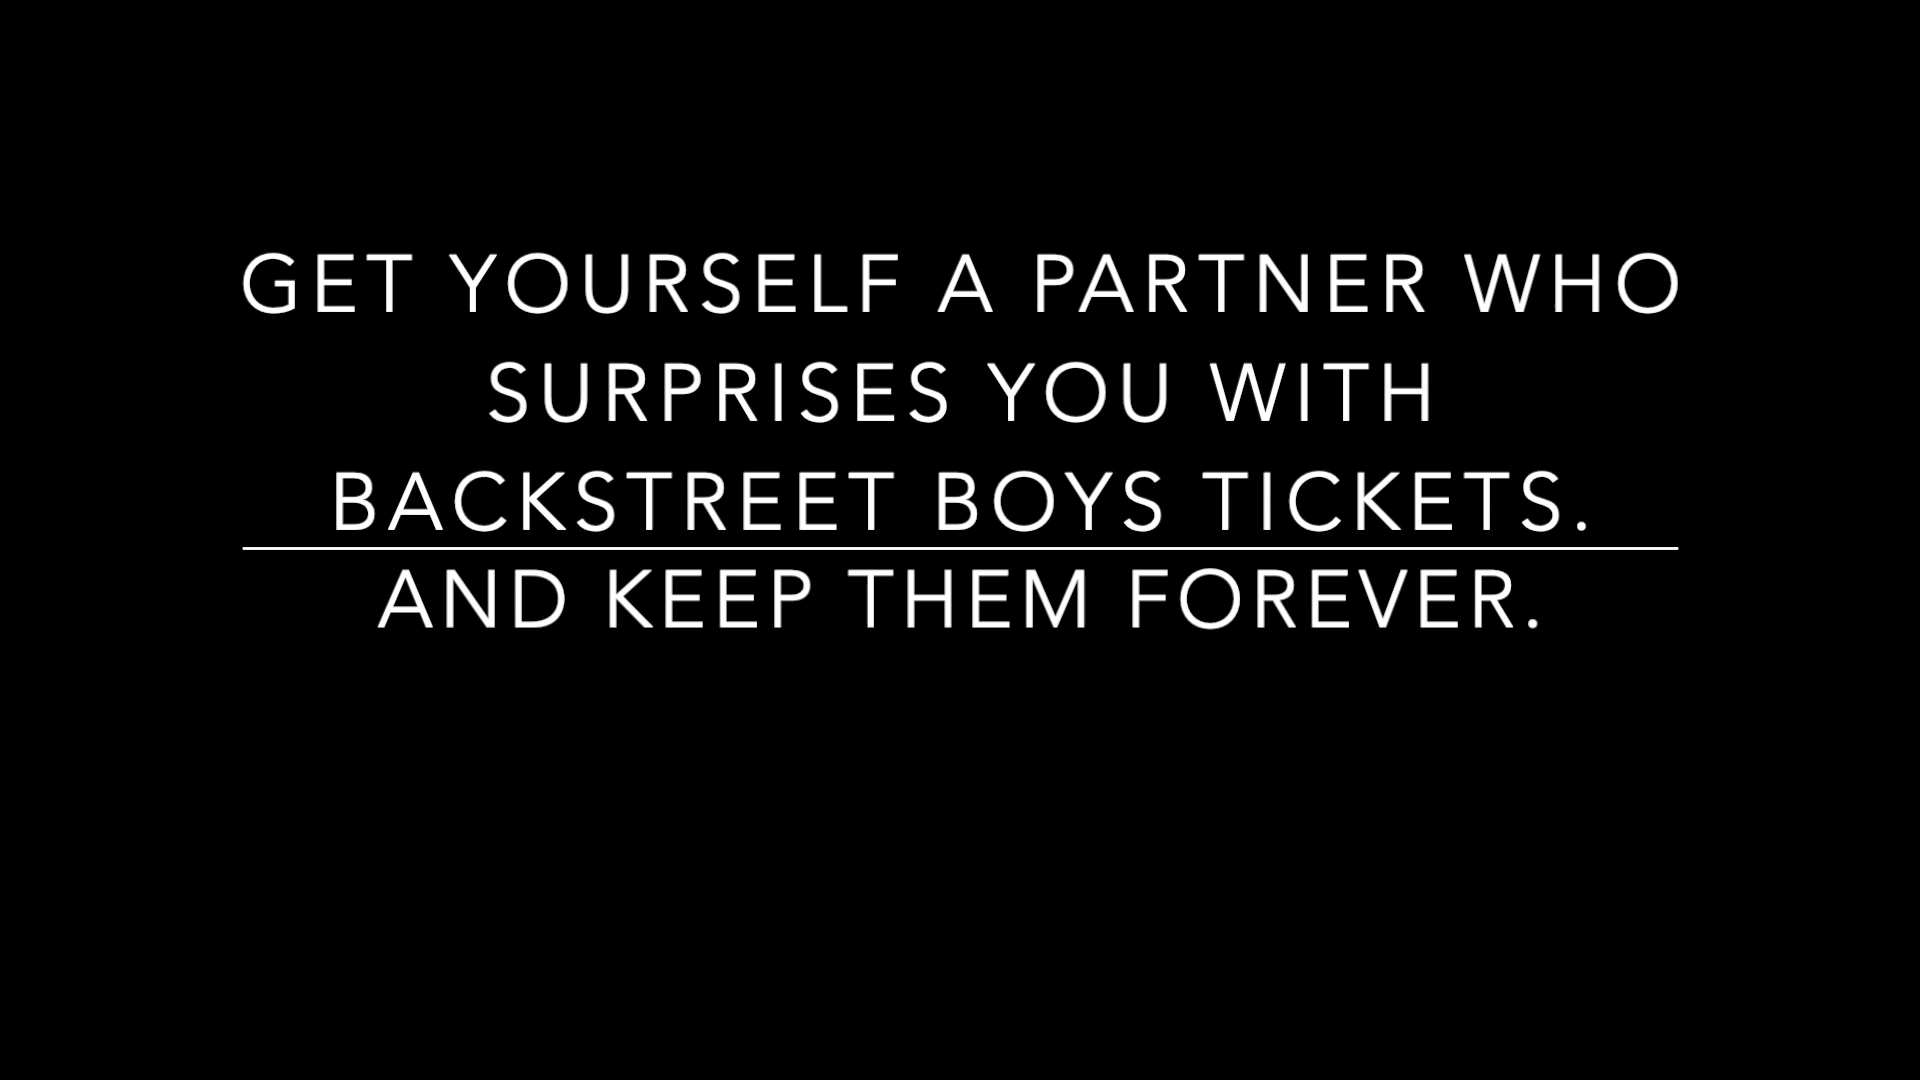 GET YOURSELF A PARTNER WHO
SURPRISES YOU WITH
BACKSTREET BOYS TICKETS.
AND KEEP THEM FOREVER.